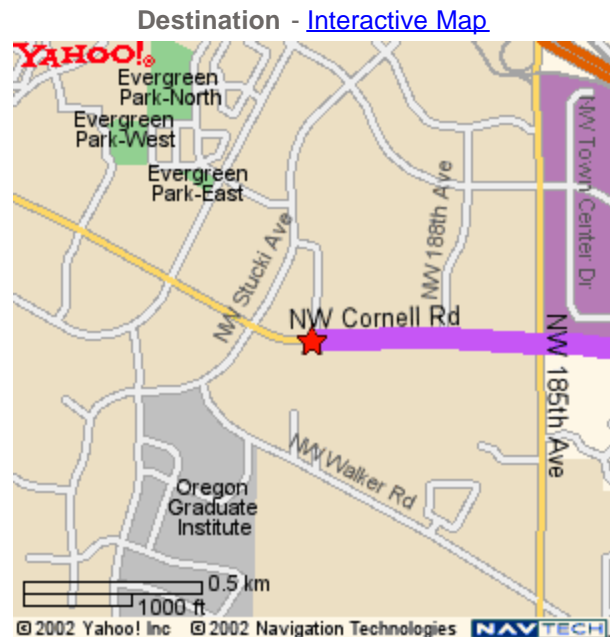 Destination - Interactive Map
YAHOO!®
Evergreen
Park-North
Evergreen
Park-West
Evergreen
Park-East
NW Town Center Dr
NW 188th Ave
NW Stucki Ave
NW Cornell Rd
NW 185th Ave
NW Walker Rd
Oregon
Graduate
Institute
0.5 km
1000 ft
© 2002 Yahoo! Inc © 2002 Navigation Technologies NAVTECH